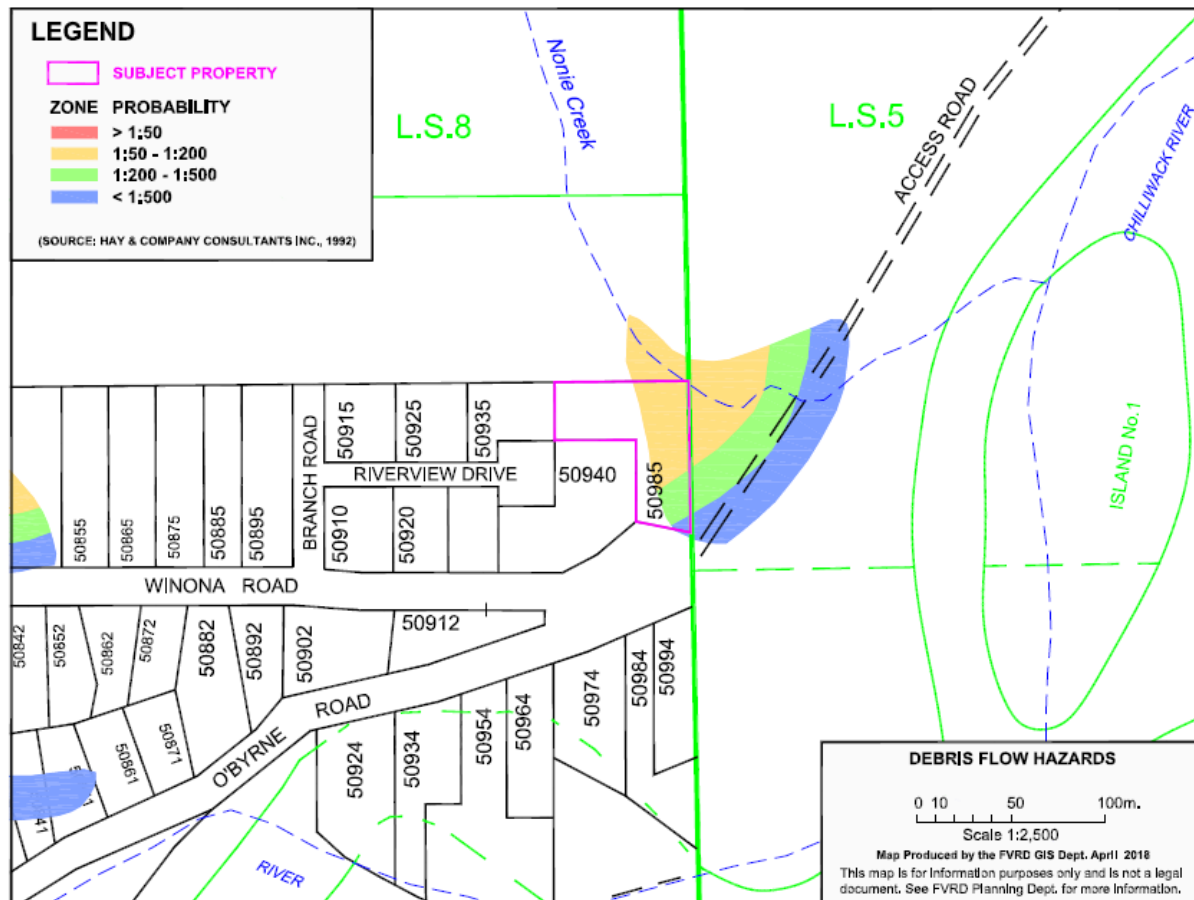 LEGEND
SUBJECT PROPERTY
ZONE PROBABILITY
> 1:50
1:50 - 1:200
1:200 - 1:500
< 1:500
(SOURCE: HAY & COMPANY CONSULTANTS INC., 1992)
L.S.8
Nonie Creek
L.S.5
ACCESS ROAD
CHILLIWACK RIVER
ISLAND No.1
50915
50925
50935
BRANCH ROAD
RIVERVIEW DRIVE
50940
50985
50855
50865
50875
50885
50895
50910
50920
WINONA ROAD
50842
50852
50862
50872
50882
50892
50902
50912
O'BYRNE ROAD
50871
50861
50924
50934
50954
50964
50974
50984
50994
RIVER
DEBRIS FLOW HAZARDS
0 10 50 100m.
Scale 1:2,500
Map Produced by the FVRD GIS Dept. April 2018
This map is for information purposes only and is not a legal
document. See FVRD Planning Dept. for more information.